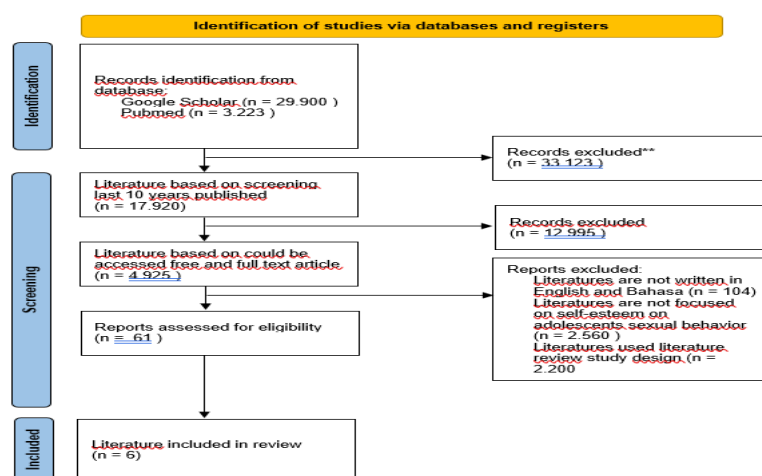 Identification of studies via databases and registers
Identification
Records identification from
database:
Google Scholar (n = 29.900 )
Pubmed (n = 3.223 )
Records excluded**
(n = 33.123 )
Screening
Literature based on screening
last 10 years published
(n = 17.920)
Records excluded
(n = 12.995 )
Literature based on could be
accessed free and full text article
(n = 4.925 )
Reports excluded:
Literatures are not written in
English and Bahasa (n = 104)
Literatures are not focused
on self-esteem on
adolescents sexual behavior
(n = 2.560 )
Literatures used literature
review study design (n =
2.200
Reports assessed for eligibility
(n = 61 )
Included
Literature included in review
(n = 6)